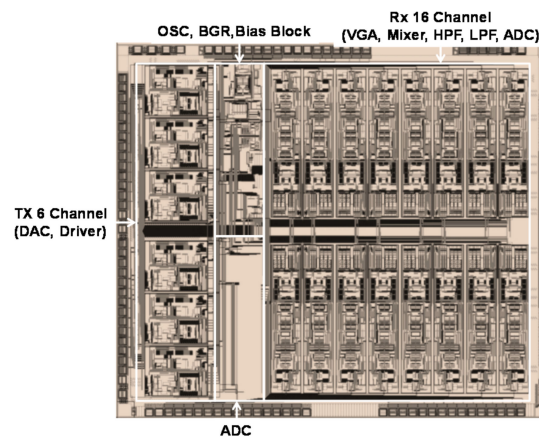 OSC, BGR,Bias Block
Rx 16 Channel
(VGA, Mixer, HPF, LPF, ADC)
TX 6 Channel
(DAC, Driver)
ADC